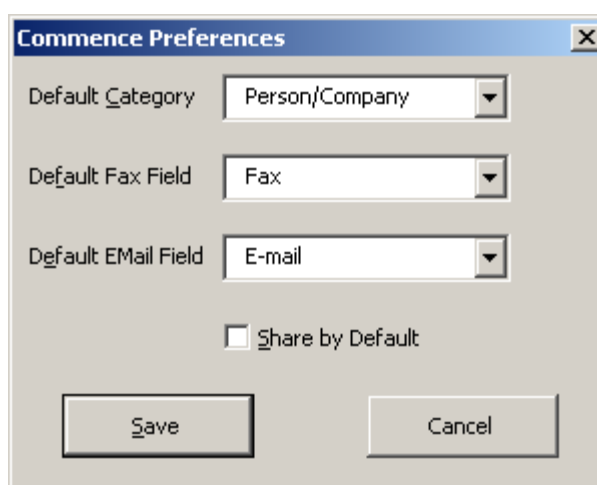 Commence Preferences
Default Category Person/Company
Default Fax Field Fax
Default EMail Field E-mail
Share by Default
Save Cancel